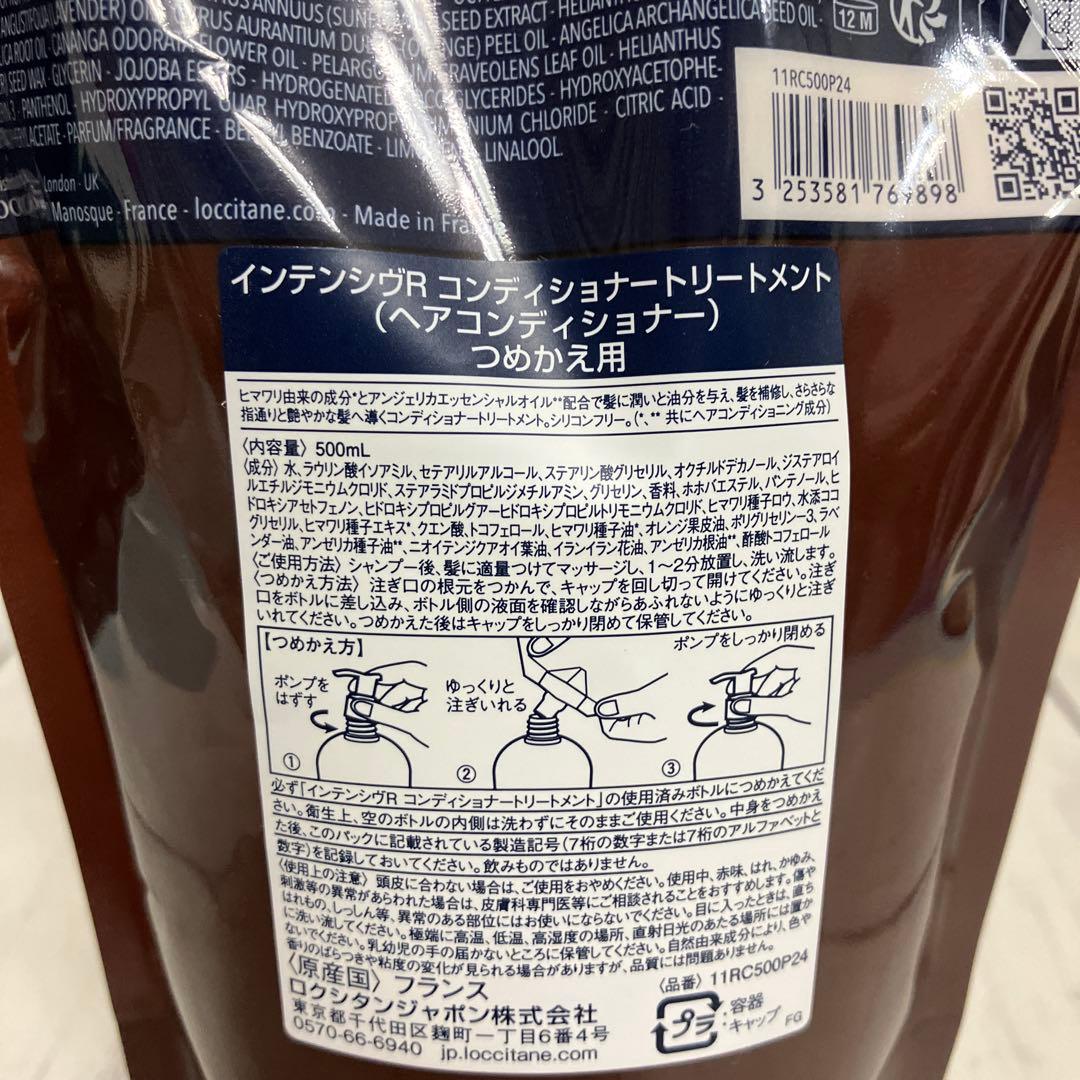 ANNUUS (SUNFLOWER) SEED EXTRACT · HELIANTHUS
ANGUSTIFOLIA (LAVENDER) OIL · CITRUS AURANTIUM DULCIS (ORANGE) PEEL OIL · ANGELICA ARCHANGELICA SEED OIL ·
ROOT OIL · CANANGA ODORATA FLOWER OIL · PELARGONIUM GRAVEOLENS LEAF OIL · HELIANTHUS
SEED WAX · GLYCERIN · JOJOBA ESTERS · HYDROGENATED COCO-GLYCERIDES · HYDROXYACETOPHE-
· PANTHENOL · HYDROXYPROPYL GUAR HYDROXYPROPYLTRIMONIUM CHLORIDE · CITRIC ACID ·
ACETATE · PARFUM/FRAGRANCE · BENZYL BENZOATE · LIMONENE · LINALOOL.
12 M
11RC500P24
3 253581 769898
London · UK
Manosque · France · loccitane.com · Made in France
インテンシヴR コンディショナートリートメント
(ヘアコンディショナー)
つめかえ用
ヒマワリ由来の成分*とアンジェリカエッセンシャルオイル**配合で髪に潤いと油分を与え、髪を補修し、さらさらな
指通りと艶やかな髪へ導くコンディショナートリートメント。シリコンフリー。(*、** 共にヘアコンディショニング成分)
〈内容量〉 500mL
〈成分〉 水、ラウリン酸イソアミル、セテアリルアルコール、ステアリン酸グリセリル、オクチルドデカノール、ジステアロイ
ルエチルジモニウムクロリド、ステアラミドプロピルジメチルアミン、グリセリン、香料、ホホバエステル、パンテノール、ヒ
ドロキシアセトフェノン、ヒドロキシプロピルグアーヒドロキシプロピルトリモニウムクロリド、ヒマワリ種子ロウ、水添ココ
グリセリル、ヒマワリ種子エキス*、クエン酸、トコフェロール、ヒマワリ種子油*、オレンジ果皮油、ポリグリセリン-3、ラベ
ンダー油、アンゼリカ種子油**、ニオイテンジクアオイ葉油、イランイラン花油、アンゼリカ根油**、酢酸トコフェロール
〈ご使用方法〉 シャンプー後、髪に適量つけてマッサージし、1~2分放置し、洗い流します。
〈つめかえ方法〉 注ぎ口の根元をつかんで、キャップを回し切って開けてください。注ぎ
口をボトルに差し込み、ボトル側の液面を確認しながらあふれないようにゆっくりと注ぎ
いれてください。つめかえた後はキャップをしっかり閉めて保管してください。
【つめかえ方】
ポンプを
はずす
①
ゆっくりと
注ぎいれる
②
ポンプをしっかり閉める
③
必ず「インテンシヴR コンディショナートリートメント」の使用済みボトルにつめかえてくだ
さい。衛生上、空のボトルの内側は洗わずにそのままご使用ください。中身をつめかえ
た後、このパックに記載されている製造記号(7桁の数字または7桁のアルファベットと
数字)を記録しておいてください。飲みものではありません。
〈使用上の注意〉 頭皮に合わない場合は、ご使用をおやめください。使用中、赤味、はれ、かゆみ、
刺激等の異常があらわれた場合は、皮膚科専門医等にご相談されることをおすすめします。傷や
はれもの、しっしん等、異常のある部位にはお使いにならないでください。目に入ったときは、直ち
に洗い流してください。極端に高温、低温、高湿度の場所、直射日光のあたる場所には置か
ないでください。乳幼児の手の届かないところに保管してください。自然由来成分により、色や
香りのばらつきや粘度の変化が見られる場合がありますが、品質には問題ありません。
〈原産国〉 フランス
〈品番〉 11RC500P24
ロクシタンジャポン株式会社
東京都千代田区麹町一丁目6番4号
0570-66-6940 jp.loccitane.com
プラ
:容器
:キャップ
FG